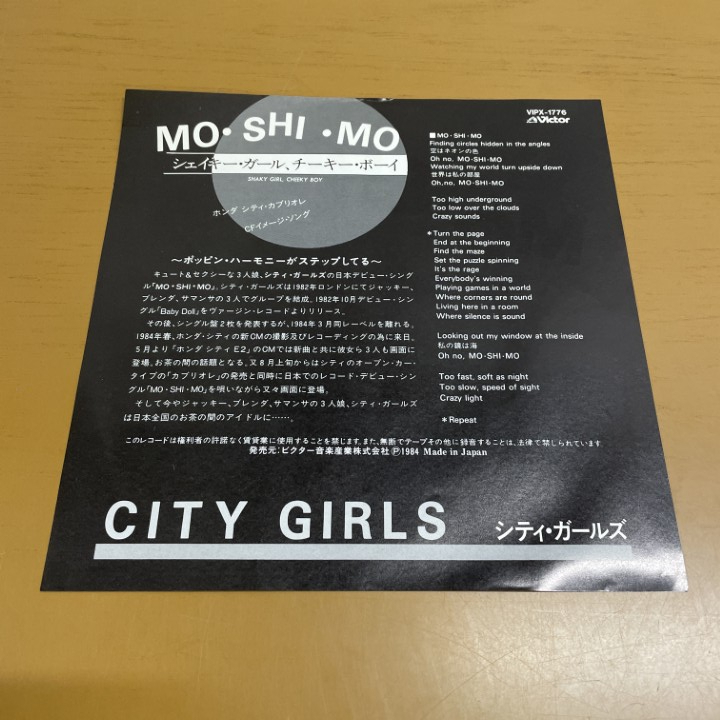 MO・SHI・MO
シェイキー・ガール、チーキー・ボーイ
SHAKY GIRL, CHEEKY BOY
ホンダ シティ・カブリオレ
CFイメージ・ソング
〜ポッピン・ハーモニーがステップしてる〜
キュート&セクシーな3人娘、シティ・ガールズの日本デビュー・シング
ル「MO・SHI・MO」。シティ・ガールズは1982年ロンドンにてジャッキー、
ブレンダ、サマンサの3人でグループを結成。1982年10月デビュー・シン
グル「Baby Doll」をヴァージン・レコードよりリリース。
その後、シングル盤2枚を発表するが、1984年3月同レーベルを離れる。
1984年春、ホンダ・シティの新CMの撮影及びレコーディングの為に来日。
5月より「ホンダ シティE2」のCMでは新曲と共に彼女ら3人も画面に
登場。お茶の間の話題となる。又8月上旬からはシティのオープン・カー
タイプの「カブリオレ」の発売と同時に日本でのレコード・デビュー・シン
グル「MO・SHI・MO」を唄いながら又々画面に登場。
そして今やジャッキー、ブレンダ、サマンサの3人娘、シティ・ガールズ
は日本全国のお茶の間のアイドルに……。
VIPX-1776
Victor
■MO・SHI・MO
Finding circles hidden in the angles
空はネオンの色
Oh no, MO-SHI-MO
Watching my world turn upside down
世界は私の部屋
Oh,no, MO-SHI-MO
Too high underground
Too low over the clouds
Crazy sounds
*Turn the page
End at the beginning
Find the maze
Set the puzzle spinning
It's the rage
Everybody's winning
Playing games in a world
Where corners are round
Living here in a room
Where silence is sound
Looking out my window at the inside
私の鏡は海
Oh no, MO-SHI-MO
Too fast, soft as night
Too slow, speed of sight
Crazy light
*Repeat
このレコードは権利者の許諾なく賃貸業に使用することを禁じます。また、無断でテープその他に録音することは、法律で禁じられています。
発売元:ビクター音楽産業株式会社 Ⓟ1984 Made in Japan
CITY GIRLS シティ・ガールズ